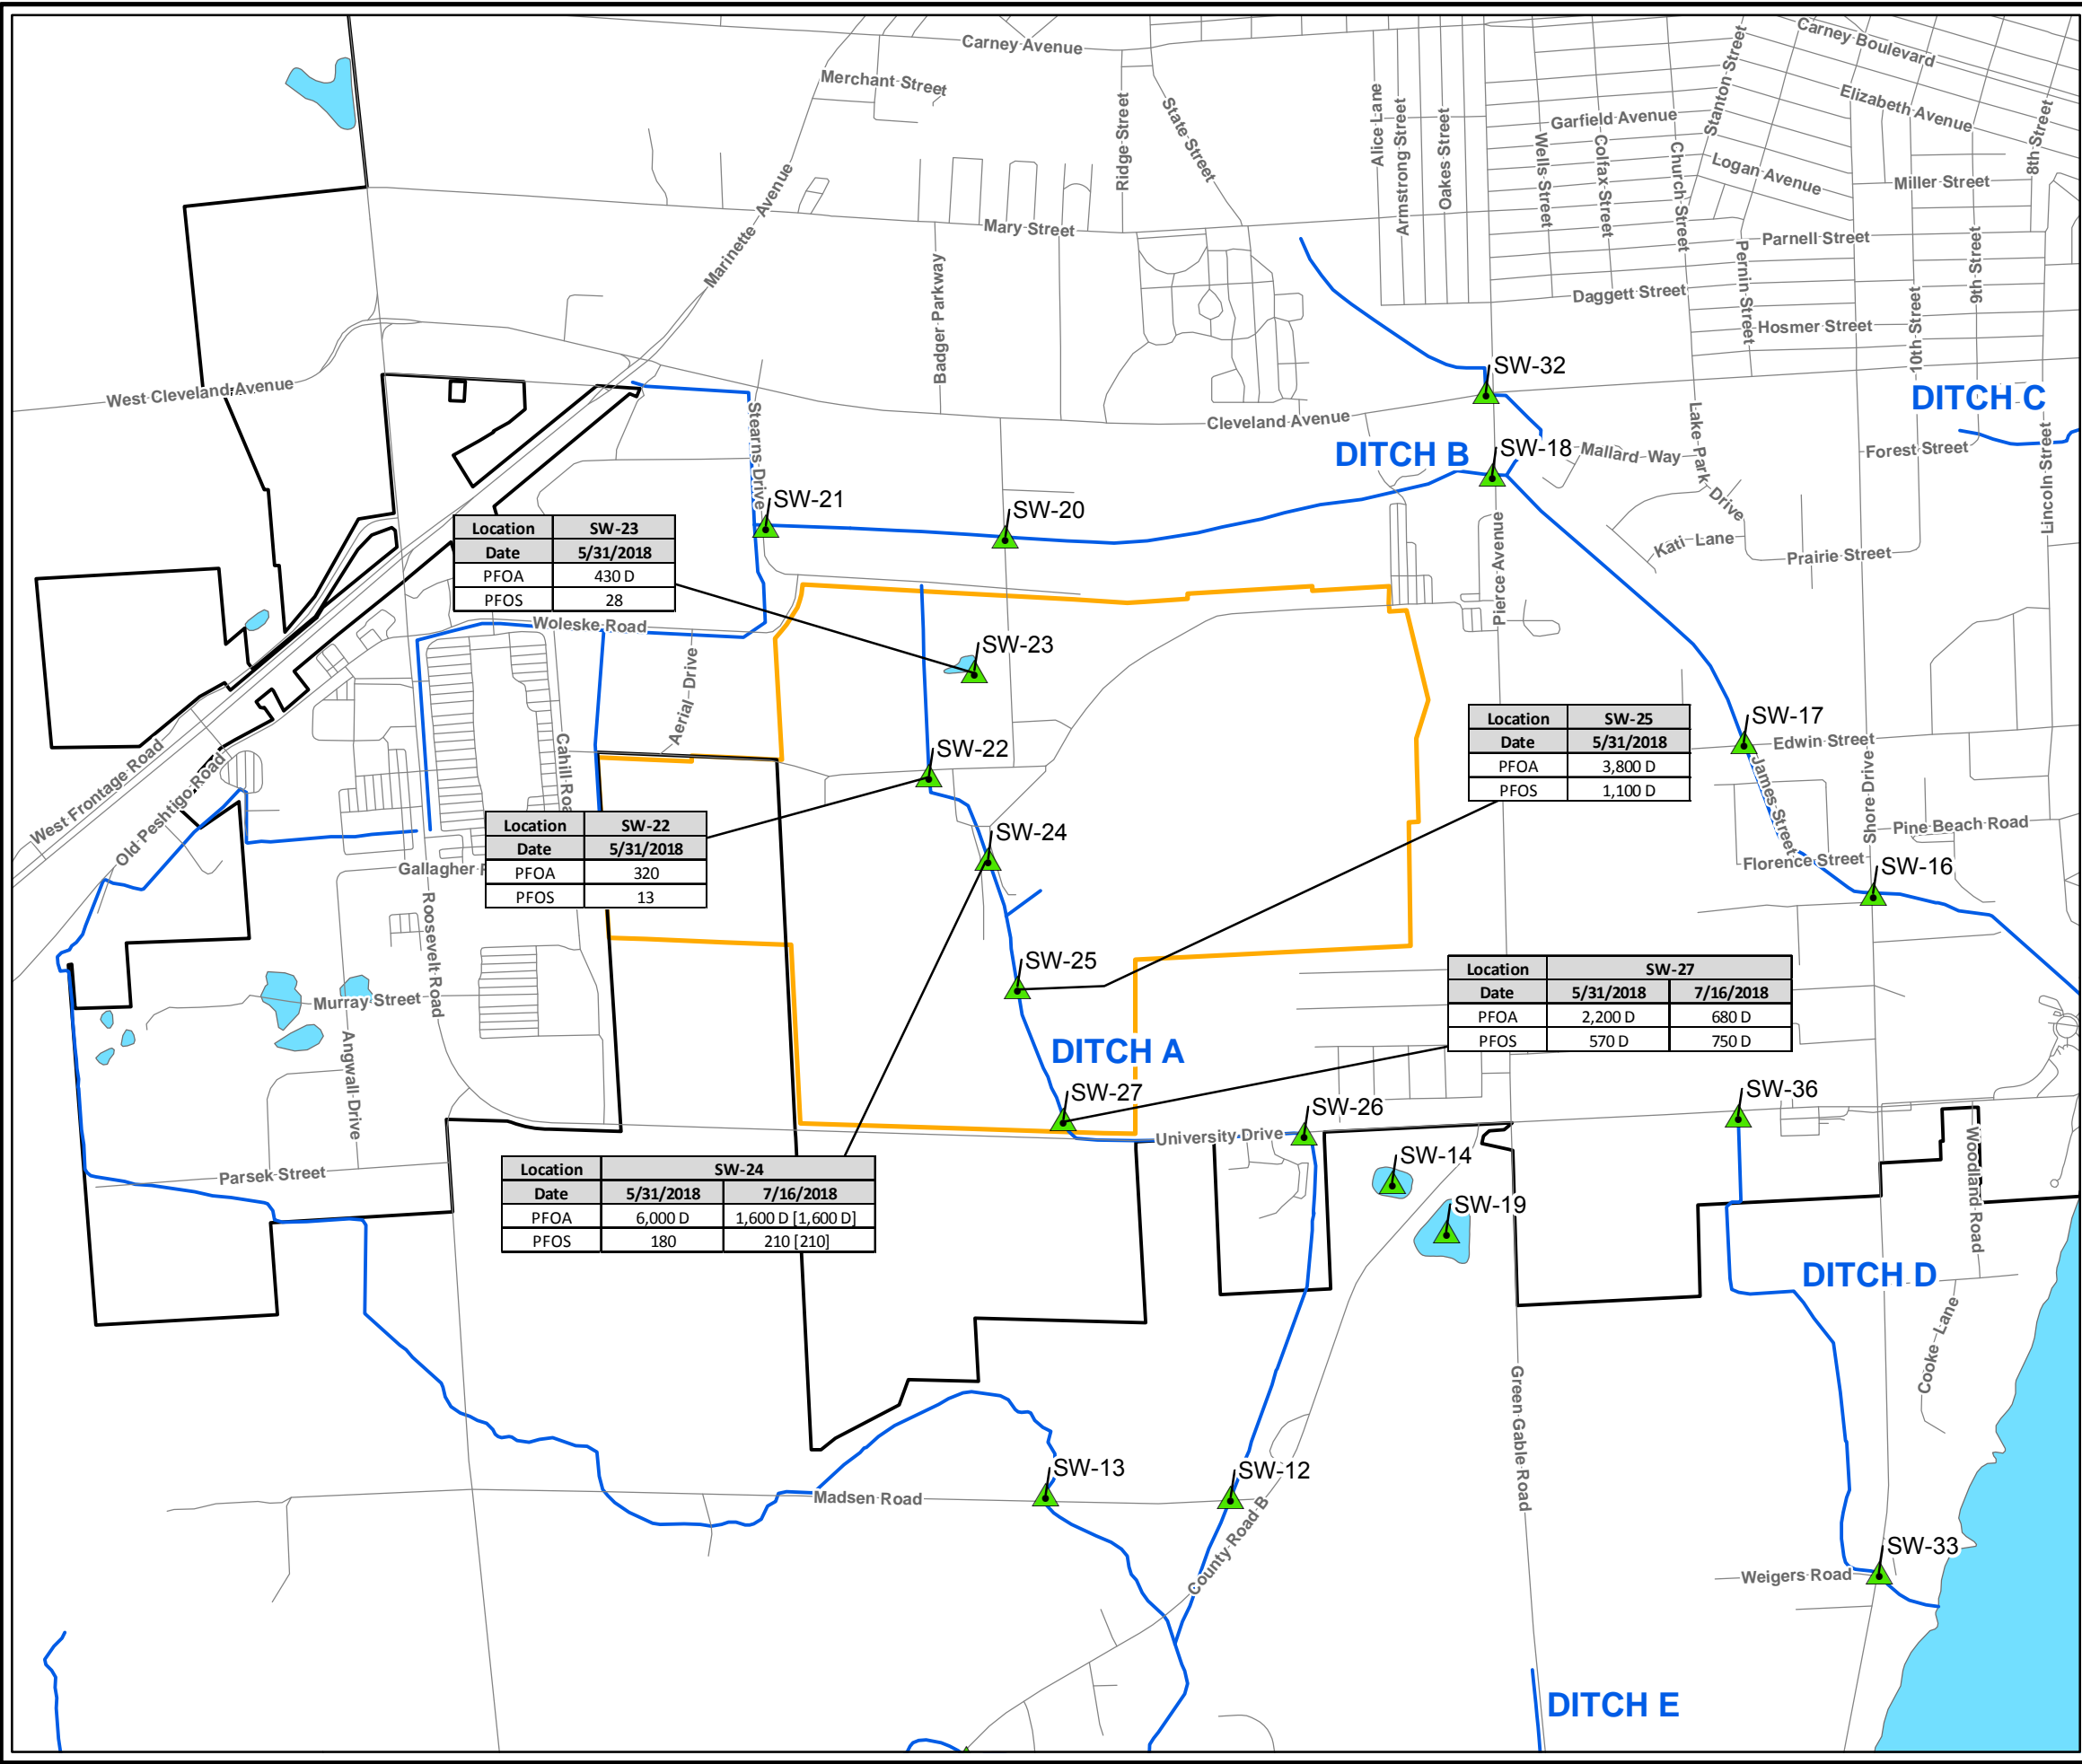 Carney Avenue
Carney Boulevard
Merchant Street
Ridge Street
State Street
Alice Lane
Armstrong Street
Oakes Street
Garfield Avenue
Stanton Street
Elizabeth Avenue
8th Street
Wells Street
Colfax Street
Church Street
Logan Avenue
Miller Street
Marinette Avenue
Mary Street
Parnell Street
Pernin Street
9th Street
10th Street
Badger Parkway
Daggett Street
Hosmer Street
West Cleveland Avenue
Cleveland Avenue
SW-32
DITCH C
Stearns Drive
DITCH B
SW-18
Mallard Way
Lake Park Drive
Forest Street
Lincoln Street
SW-21
SW-20
Kati Lane
Prairie Street
Pierce Avenue
Location SW-23
Date 5/31/2018
PFOA 430 D
PFOS 28
Woleske Road
SW-23
Aerial Drive
Location SW-25
Date 5/31/2018
PFOA 3,800 D
PFOS 1,100 D
SW-17
Edwin Street
James Street
Shore Drive
Pine Beach Road
Florence Street
SW-16
West Frontage Road
Old Peshtigo Road
SW-22
Location SW-22
Date 5/31/2018
PFOA 320
PFOS 13
SW-24
Gallagher
Roosevelt Road
SW-25
Murray Street
Angwall Drive
Location SW-27
Date 5/31/2018 7/16/2018
PFOA 2,200 D 680 D
PFOS 570 D 750 D
DITCH A
SW-27
SW-26
SW-36
University Drive
Woodland Road
Parsek Street
Location SW-24
Date 5/31/2018 7/16/2018
PFOA 6,000 D 1,600 D [1,600 D]
PFOS 180 210 [210]
SW-14
SW-19
DITCH D
Cooke Lane
Green Gable Road
SW-13
SW-12
Madsen Road
County Road B
SW-33
Weigers Road
DITCH E